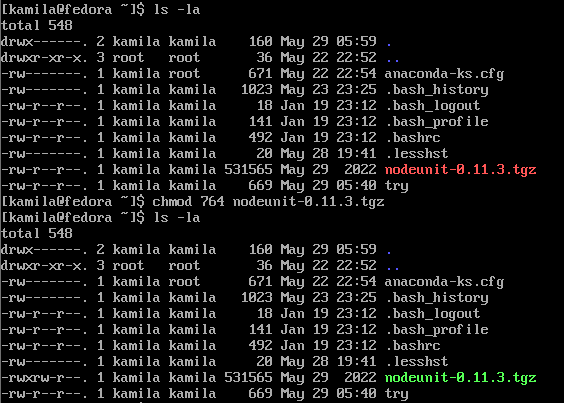 [kamila@fedora ~]$ ls -la
total 548
drwx------. 2 kamila kamila    160 May 29 05:59 .
drwxr-xr-x. 3 root   root       36 May 22 22:52 ..
-rw-------. 1 kamila root      671 May 22 22:54 anaconda-ks.cfg
-rw-------. 1 kamila kamila   1023 May 23 23:25 .bash_history
-rw-r--r--. 1 kamila kamila     18 Jan 19 23:12 .bash_logout
-rw-r--r--. 1 kamila kamila    141 Jan 19 23:12 .bash_profile
-rw-r--r--. 1 kamila kamila    492 Jan 19 23:12 .bashrc
-rw-------. 1 kamila kamila     20 May 28 19:41 .lesshst
-rw-r--r--. 1 kamila kamila 531565 May 29  2022 nodeunit-0.11.3.tgz
-rw-r--r--. 1 kamila kamila    669 May 29 05:40 try
[kamila@fedora ~]$ chmod 764 nodeunit-0.11.3.tgz
[kamila@fedora ~]$ ls -la
total 548
drwx------. 2 kamila kamila    160 May 29 05:59 .
drwxr-xr-x. 3 root   root       36 May 22 22:52 ..
-rw-------. 1 kamila root      671 May 22 22:54 anaconda-ks.cfg
-rw-------. 1 kamila kamila   1023 May 23 23:25 .bash_history
-rw-r--r--. 1 kamila kamila     18 Jan 19 23:12 .bash_logout
-rw-r--r--. 1 kamila kamila    141 Jan 19 23:12 .bash_profile
-rw-r--r--. 1 kamila kamila    492 Jan 19 23:12 .bashrc
-rw-------. 1 kamila kamila     20 May 28 19:41 .lesshst
-rwxrw-r--. 1 kamila kamila 531565 May 29  2022 nodeunit-0.11.3.tgz
-rw-r--r--. 1 kamila kamila    669 May 29 05:40 try